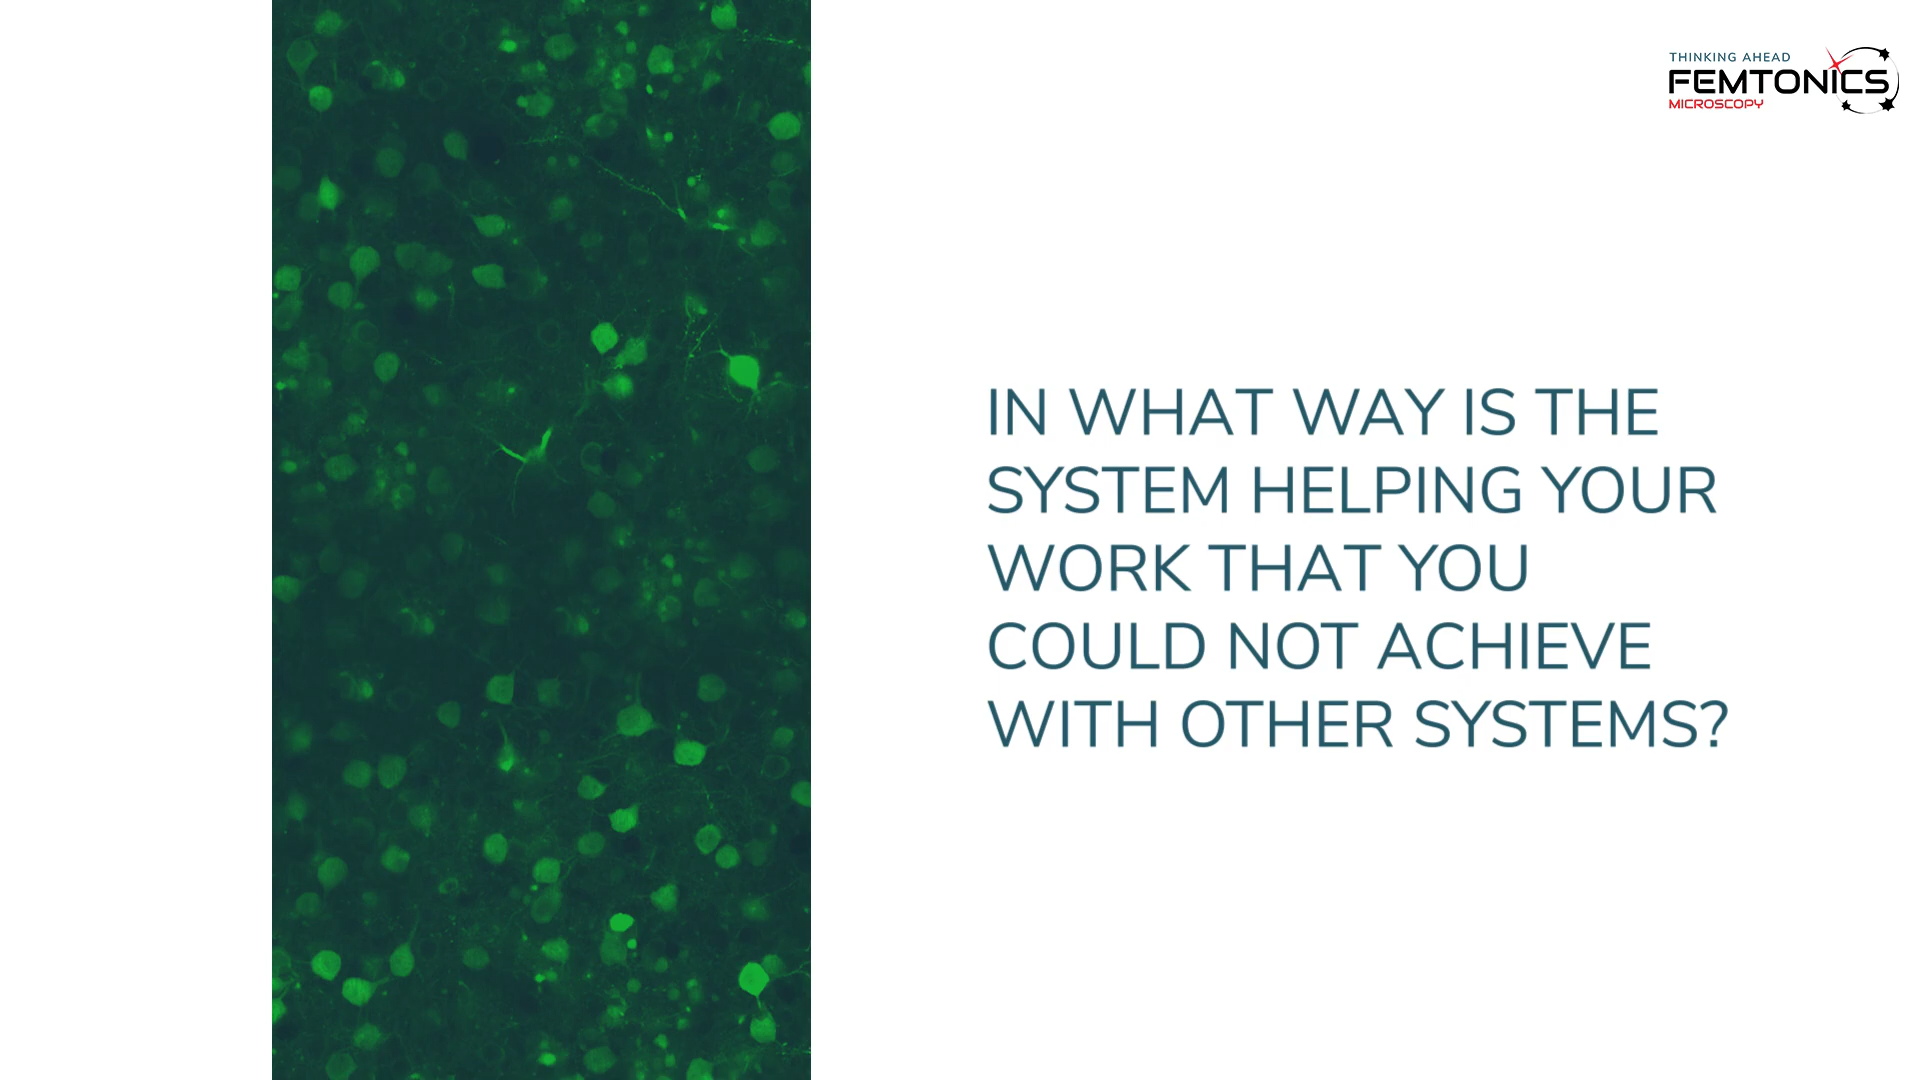 THINKING AHEAD
FEMTONICS
MICROSCOPY
IN WHAT WAY IS THE
SYSTEM HELPING YOUR
WORK THAT YOU
COULD NOT ACHIEVE
WITH OTHER SYSTEMS?